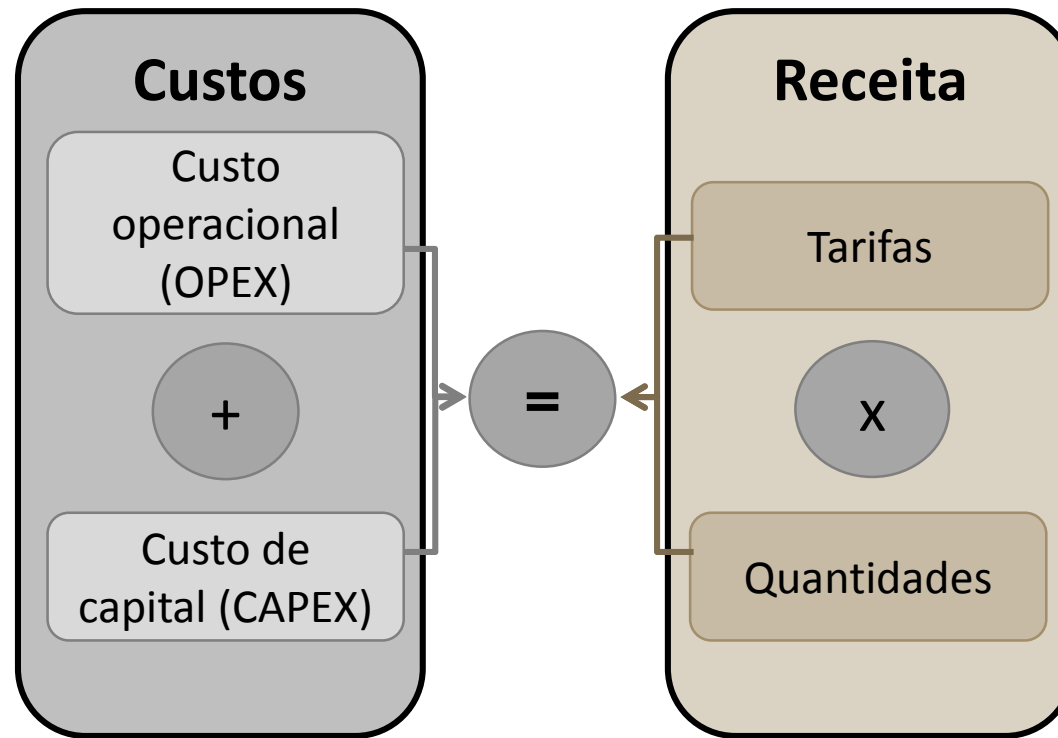 Custos
Custo
operacional
(OPEX)
+
Custo de
capital (CAPEX)
=
Receita
Tarifas
x
Quantidades